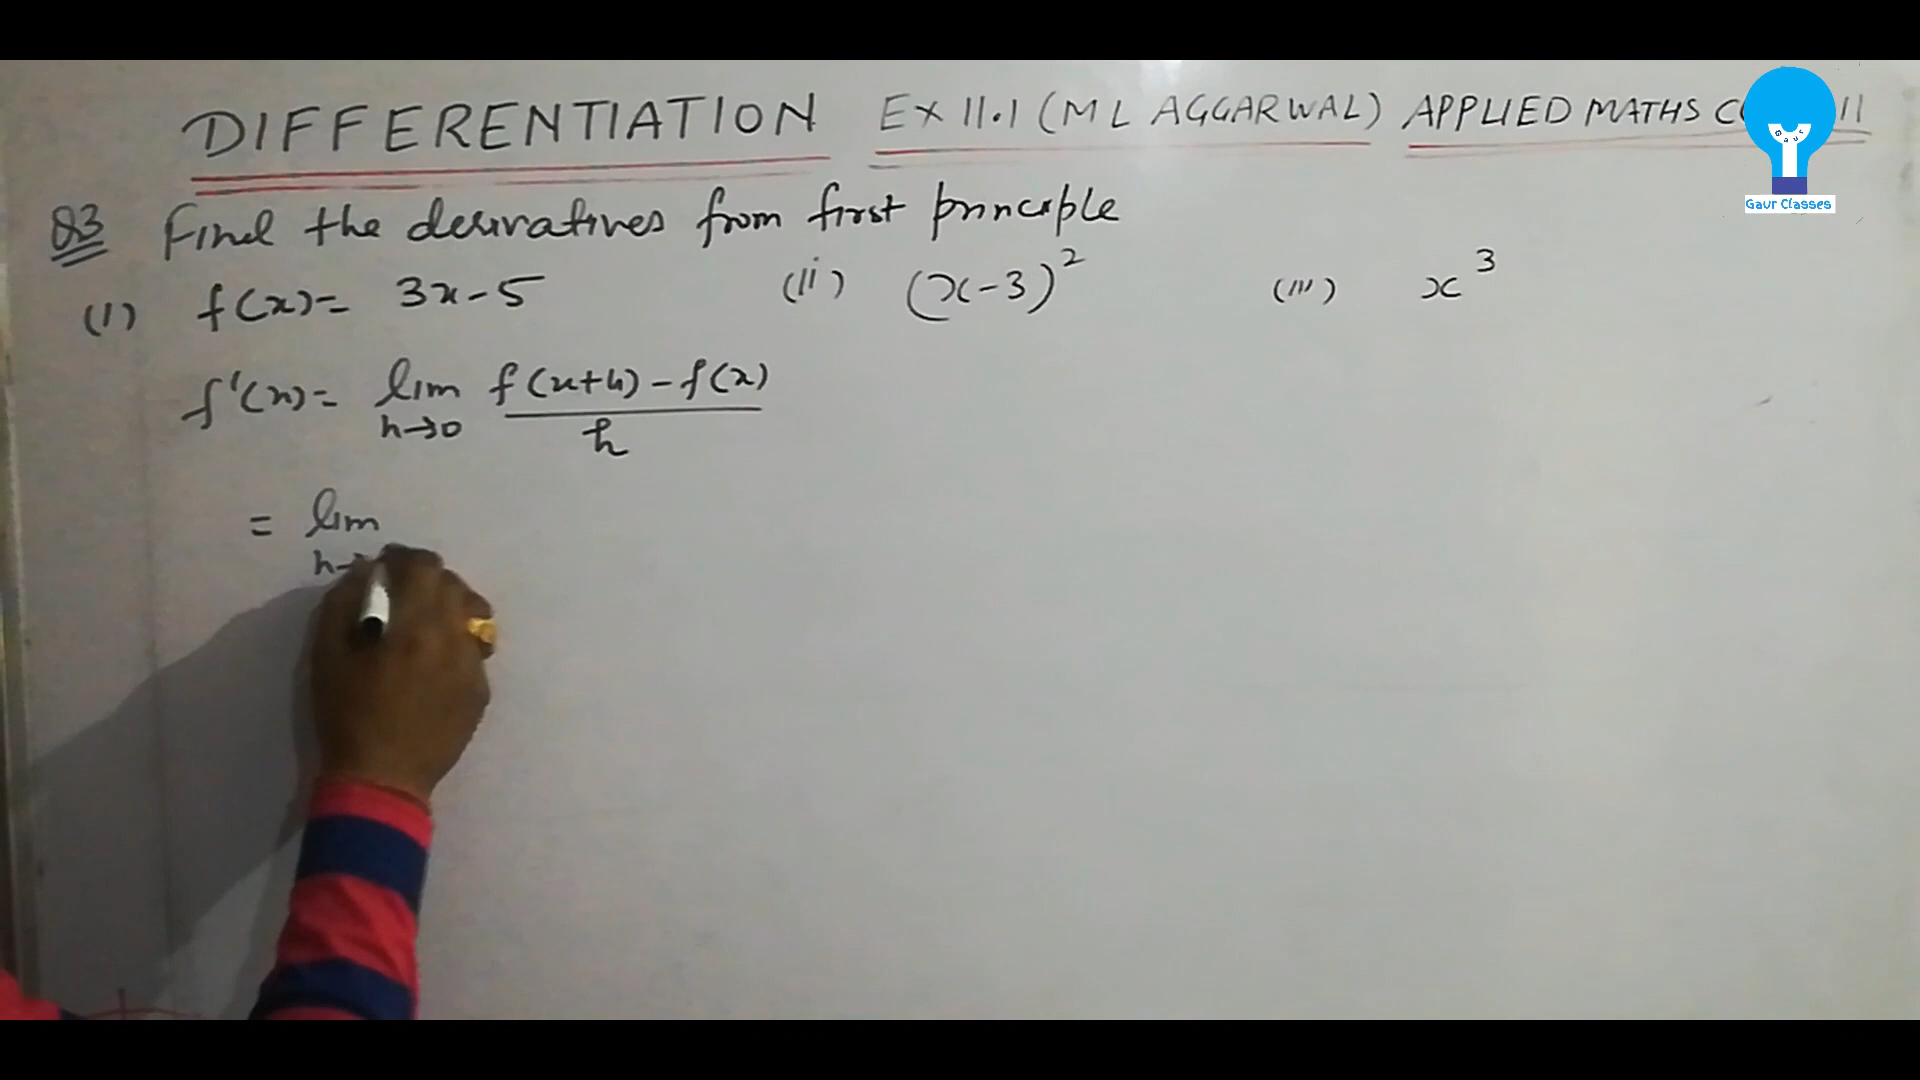 DIFFERENTIATION EX 11.1 (ML AGGARWAL) APPLIED MATHS 11
Gaur Classes
Q3 Find the derivatives from first principle
(i) f(x) = 3x - 5 (ii) (x-3)² (iii) x³
f'(x) = lim h→0 f(x+h) - f(x) / h
= lim h→